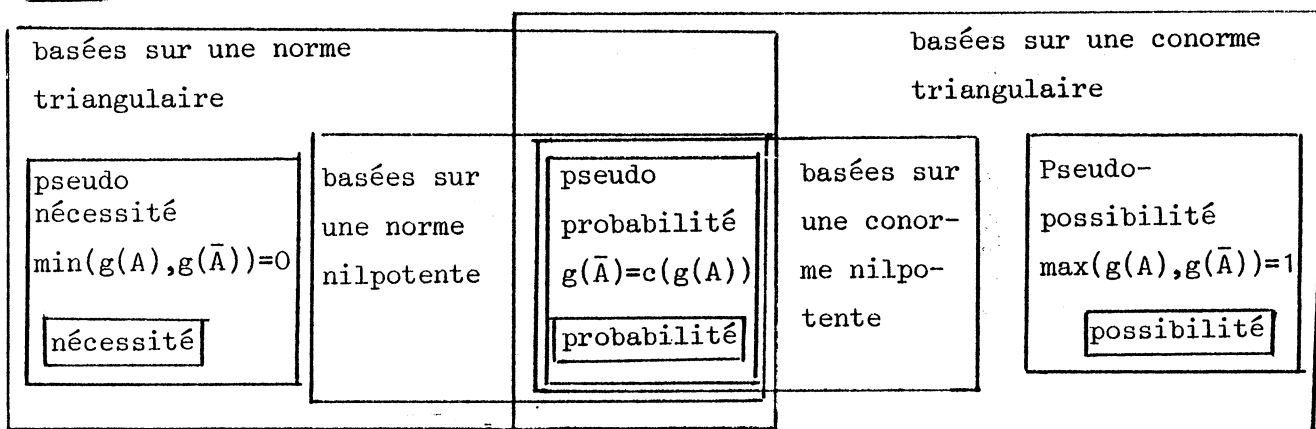 basées sur une norme
triangulaire
basées sur une conorme
triangulaire
pseudo
nécessité
min(g(A),g(Ā))=0
nécessité
basées sur
une norme
nilpotente
pseudo
probabilité
g(Ā)=c(g(A))
probabilité
basées sur
une conor-
me nilpo-
tente
Pseudo-
possibilité
max(g(A),g(Ā))=1
possibilité